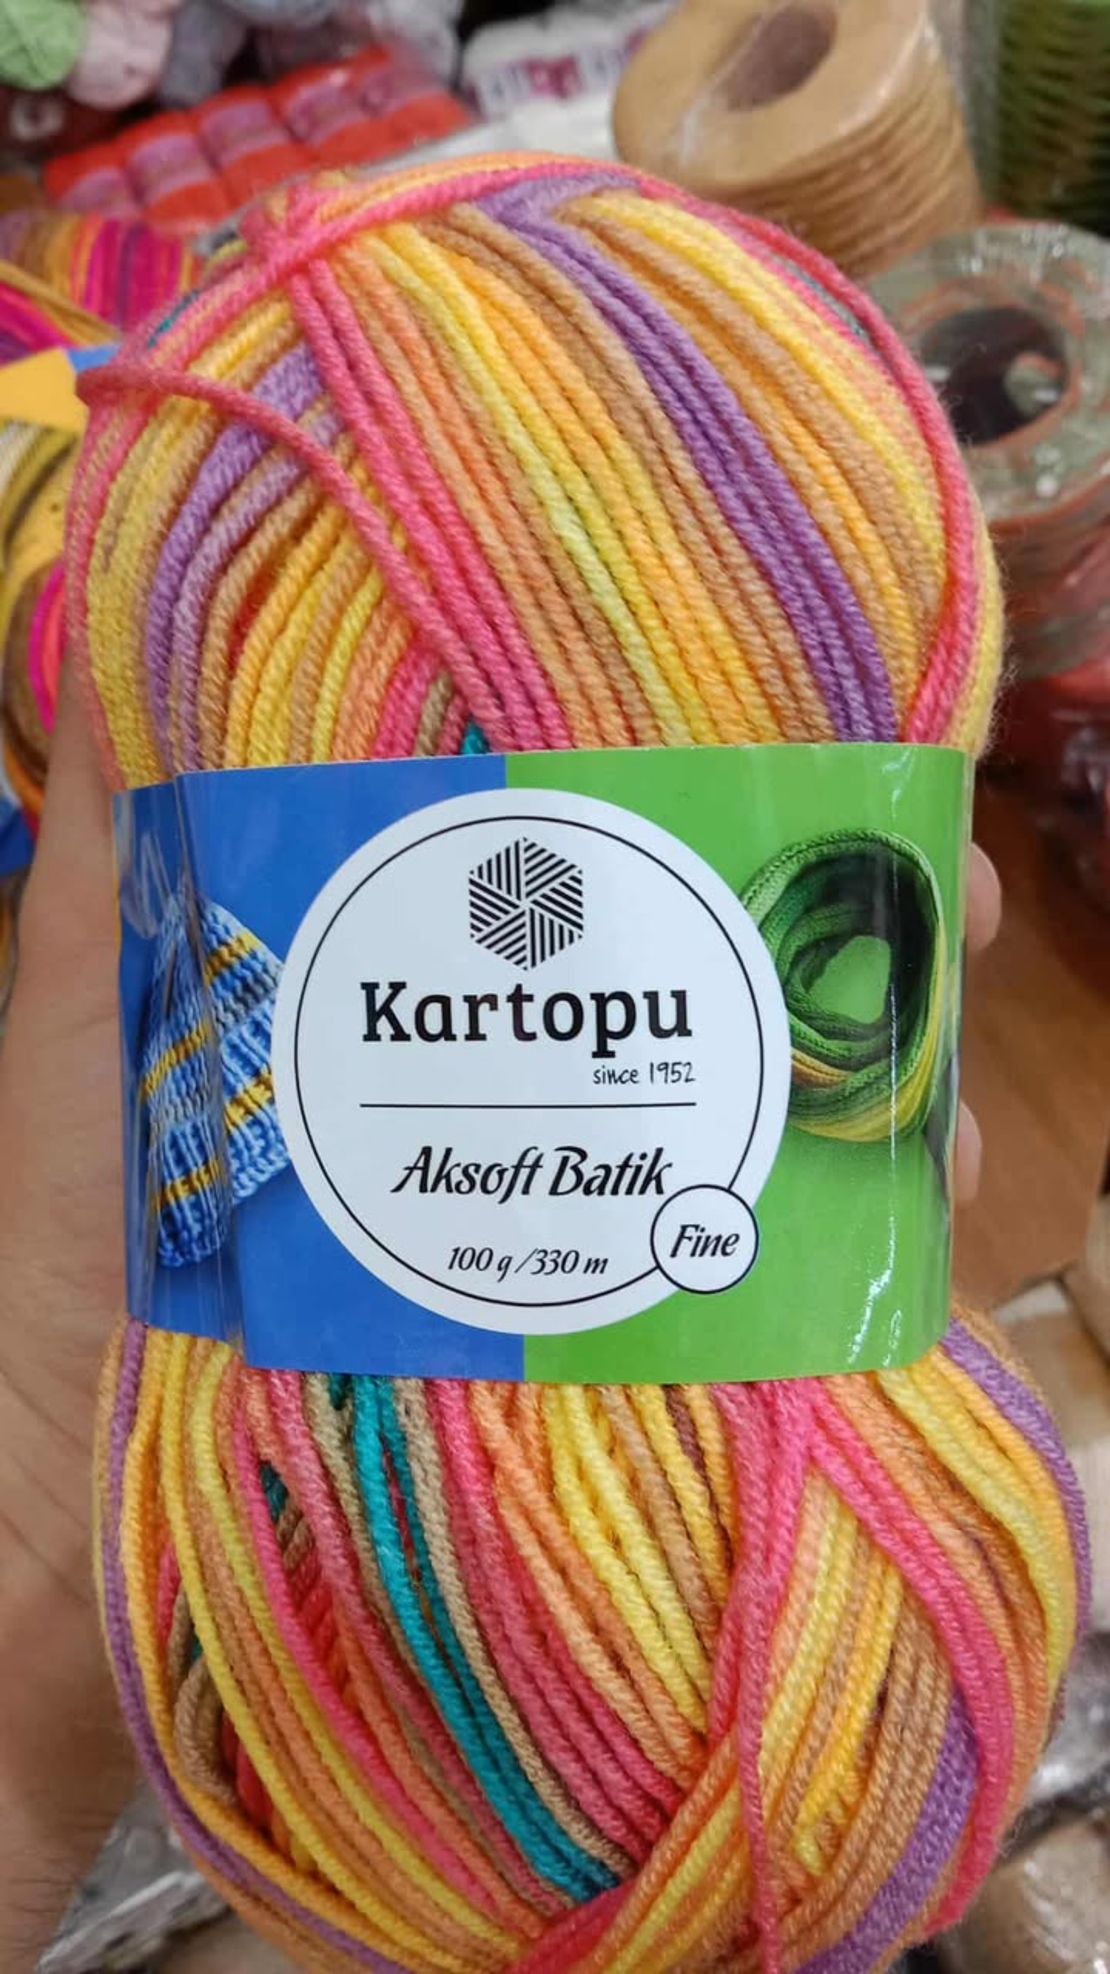 Kartopu
since 1952
Aksoft Batik
Fine
100 g/330 m